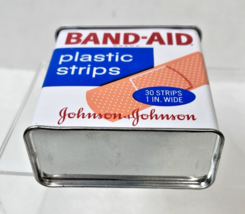 BAND-AID
plastic
strips
30 STRIPS
1 IN. WIDE
Johnson & Johnson